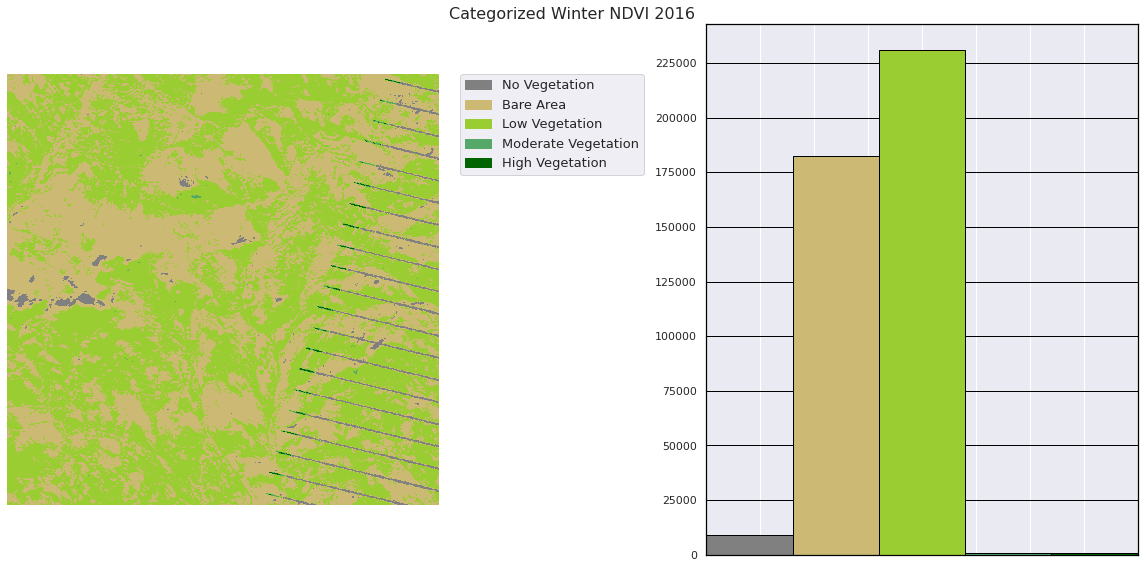 Categorized Winter NDVI 2016
No Vegetation
Bare Area
Low Vegetation
Moderate Vegetation
High Vegetation
225000
200000
175000
150000
125000
100000
75000
50000
25000
0